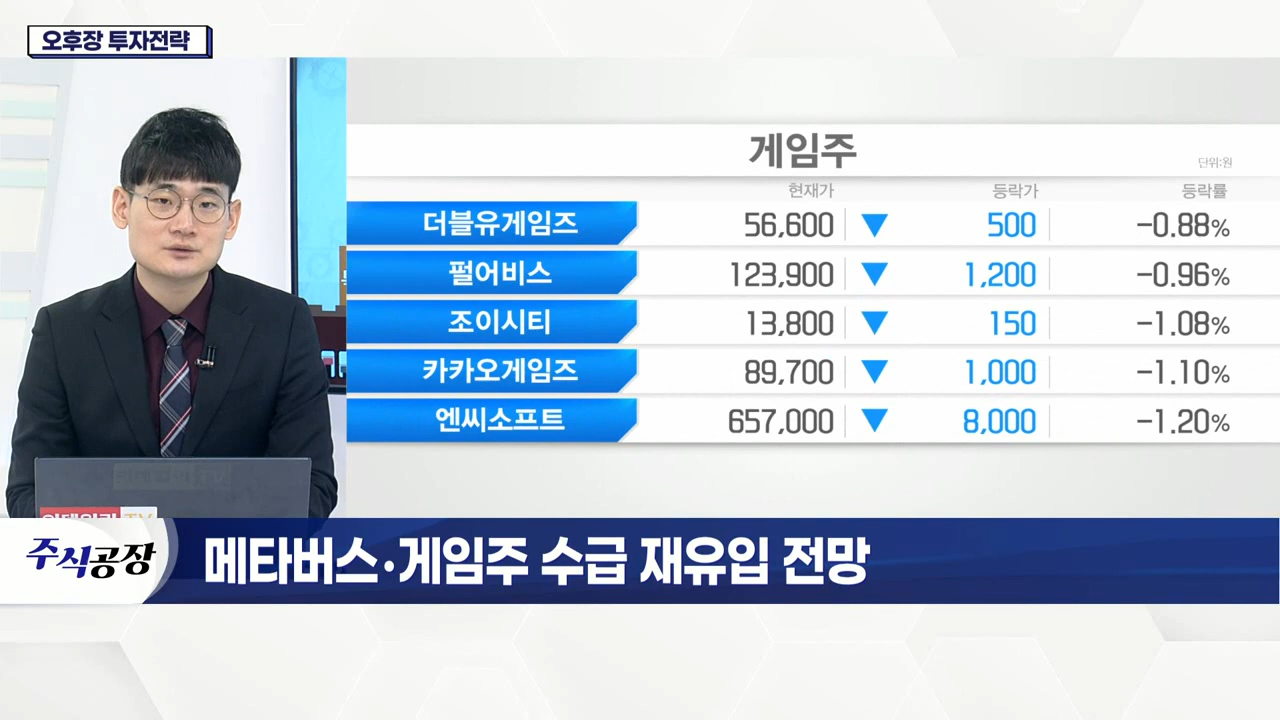 오후장 투자전략
게임주
단위:원
현재가 등락가 등락률
더블유게임즈 56,600 ▼ 500 -0.88%
펄어비스 123,900 ▼ 1,200 -0.96%
조이시티 13,800 ▼ 150 -1.08%
카카오게임즈 89,700 ▼ 1,000 -1.10%
엔씨소프트 657,000 ▼ 8,000 -1.20%
주식공장
메타버스·게임주 수급 재유입 전망